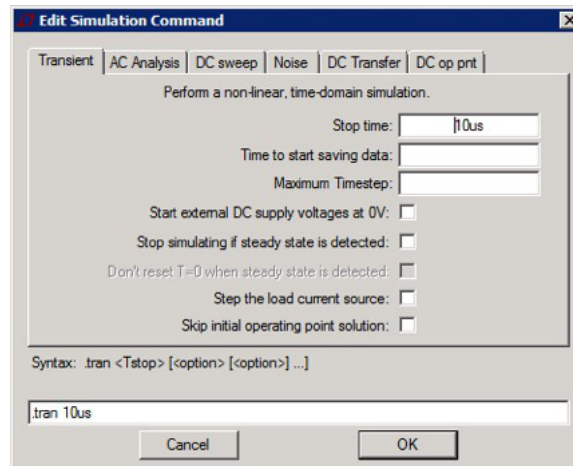 Edit Simulation Command
Transient AC Analysis DC sweep Noise DC Transfer DC op pnt
Perform a non-linear, time-domain simulation.
Stop time: 10us
Time to start saving data:
Maximum Timestep:
Start external DC supply voltages at 0V:
Stop simulating if steady state is detected:
Don't reset T=0 when steady state is detected:
Step the load current source:
Skip initial operating point solution:
Syntax: .tran <Tstop> [<option> [<option>] ...]
.tran 10us
Cancel OK